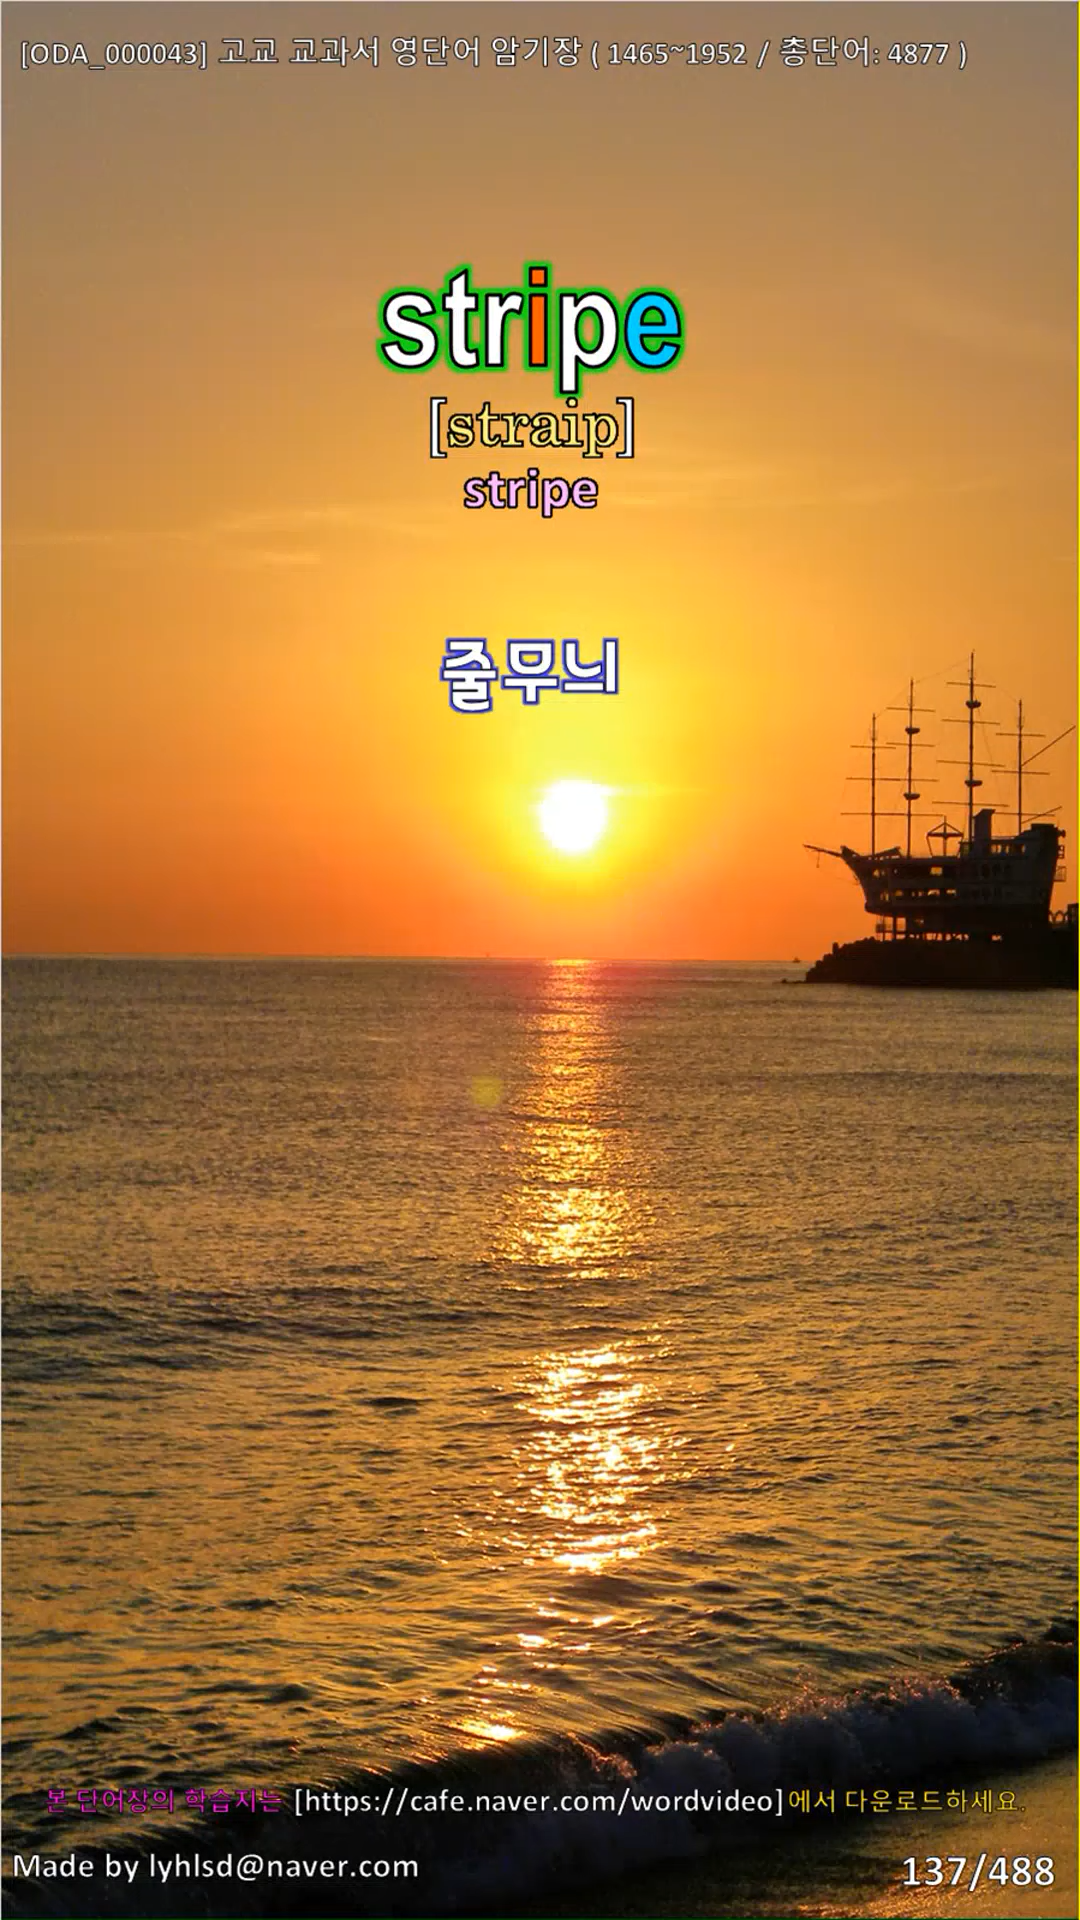 [ODA_000043] 고교 교과서 영단어 암기장 ( 1465~1952 / 총단어: 4877 )
stripe
[straip]
stripe
줄무늬
본 단어장의 학습지는 [https://cafe.naver.com/wordvideo]에서 다운로드하세요.
Made by lyhlsd@naver.com
137/488